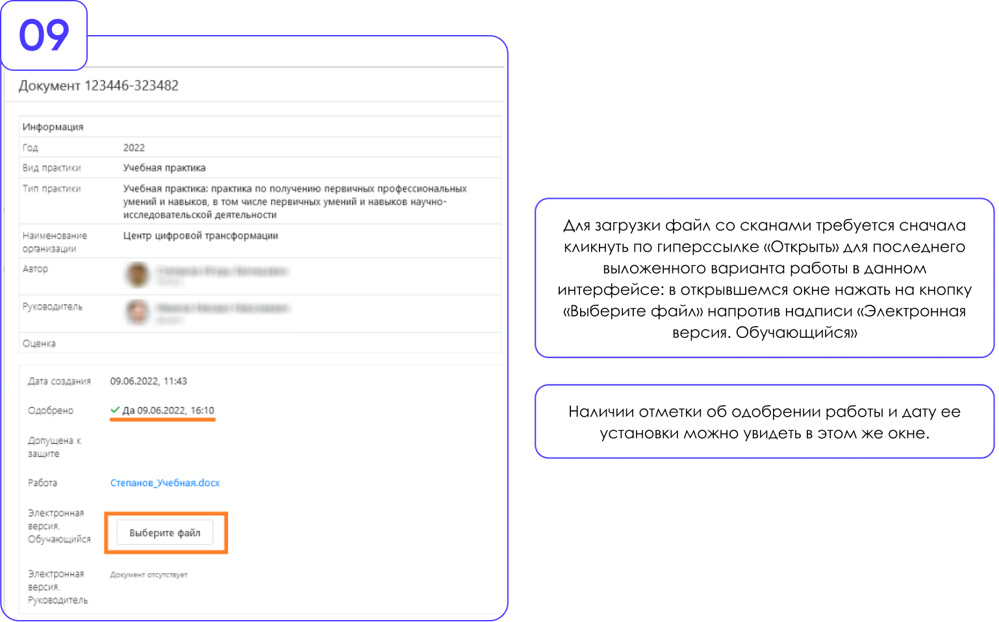 09
Документ 123446-323482
Информация
Год 2022
Вид практики Учебная практика
Тип практики Учебная практика: практика по получению первичных профессиональных
умений и навыков, в том числе первичных умений и навыков научно-
исследовательской деятельности
Наименование Центр цифровой трансформации
организации
Автор
Руководитель
Оценка
Дата создания 09.06.2022, 11:43
Одобрено Да 09.06.2022, 16:10
Допущена к
защите
Работа Степанов_Учебная.docx
Электронная
версия.
Обучающийся
Выберите файл
Электронная Документ отсутствует
версия.
Руководитель
Для загрузки файл со сканами требуется сначала
кликнуть по гиперссылке «Открыть» для последнего
выложенного варианта работы в данном
интерфейсе: в открывшемся окне нажать на кнопку
«Выберите файл» напротив надписи «Электронная
версия. Обучающийся»
Наличии отметки об одобрении работы и дату ее
установки можно увидеть в этом же окне.